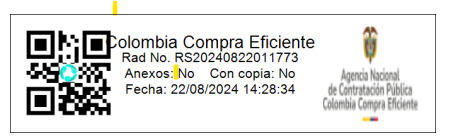 Colombia Compra Eficiente
Rad No. RS20240822011773
Anexos: No Con copia: No
Fecha: 22/08/2024 14:28:34
Agencia Nacional
de Contratación Pública
Colombia Compra Eficiente